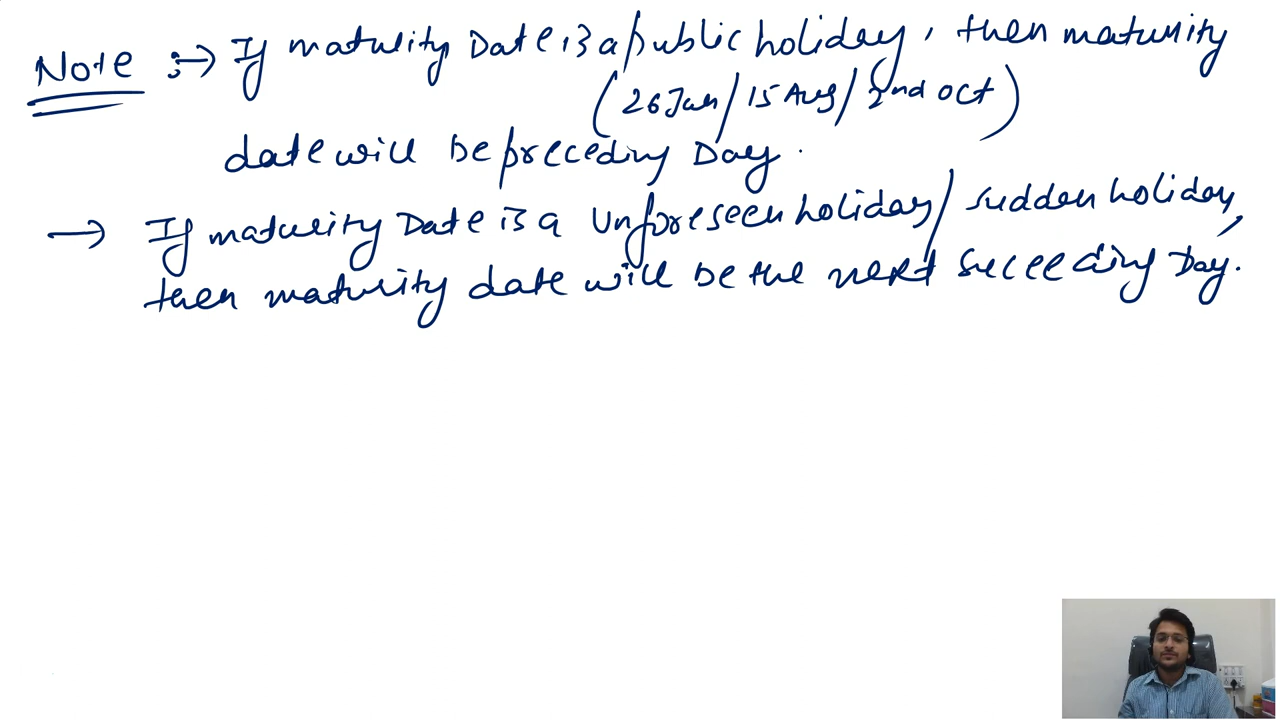 Note :→ If maturity Date is a public holiday, then maturity
(26 Jan/15 Aug/2nd Oct)
date will be preceding Day.
→ If maturity Date is a Unforeseen holiday/sudden holiday,
then maturity date will be the next succeeding Day.